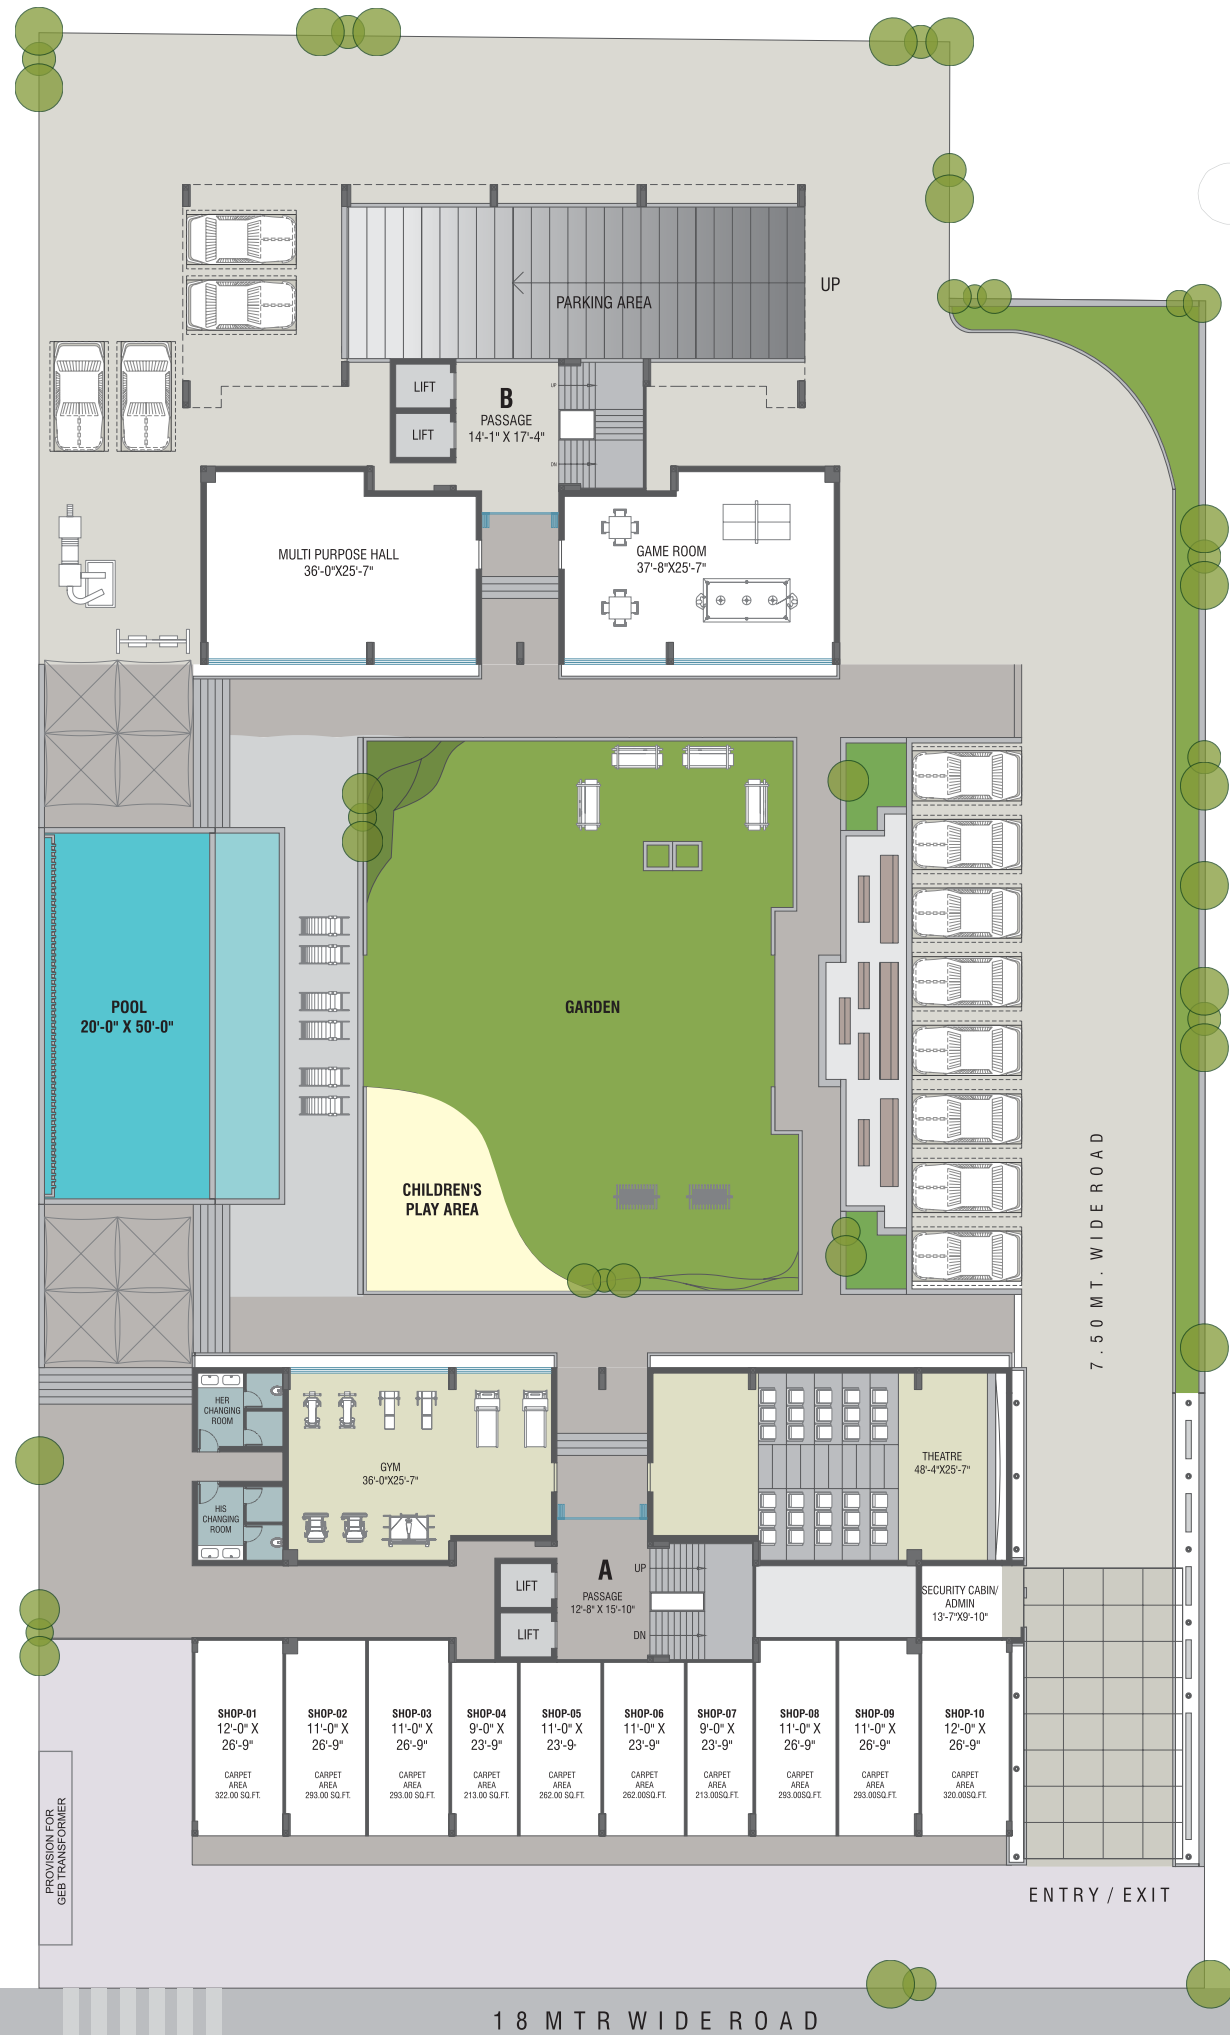 UP
PARKING AREA
LIFT
LIFT
B
PASSAGE
14'-1" X 17'-4"
UP
DN
MULTI PURPOSE HALL
36'-0"X25'-7"
GAME ROOM
37'-8"X25'-7"
POOL
20'-0" X 50'-0"
GARDEN
CHILDREN'S
PLAY AREA
7.50 MT. WIDE ROAD
HER
CHANGING
ROOM
GYM
36'-0"X25'-7"
THEATRE
48'-4"X25'-7"
HIS
CHANGING
ROOM
LIFT
LIFT
A
PASSAGE
12'-8" X 15'-10"
UP
DN
SECURITY CABIN/
ADMIN
13'-7"X9'-10"
SHOP-01
12'-0" X
26'-9"
CARPET
AREA
322.00 SQ.FT.
SHOP-02
11'-0" X
26'-9"
CARPET
AREA
293.00 SQ.FT.
SHOP-03
11'-0" X
26'-9"
CARPET
AREA
293.00 SQ.FT.
SHOP-04
9'-0" X
23'-9"
CARPET
AREA
213.00 SQ.FT.
SHOP-05
11'-0" X
23'-9"
CARPET
AREA
262.00 SQ.FT.
SHOP-06
11'-0" X
23'-9"
CARPET
AREA
262.00SQ.FT.
SHOP-07
9'-0" X
23'-9"
CARPET
AREA
213.00SQ.FT.
SHOP-08
11'-0" X
26'-9"
CARPET
AREA
293.00SQ.FT.
SHOP-09
11'-0" X
26'-9"
CARPET
AREA
293.00SQ.FT.
SHOP-10
12'-0" X
26'-9"
CARPET
AREA
320.00SQ.FT.
PROVISION FOR
GEB TRANSFORMER
ENTRY / EXIT
18 MTR WIDE ROAD